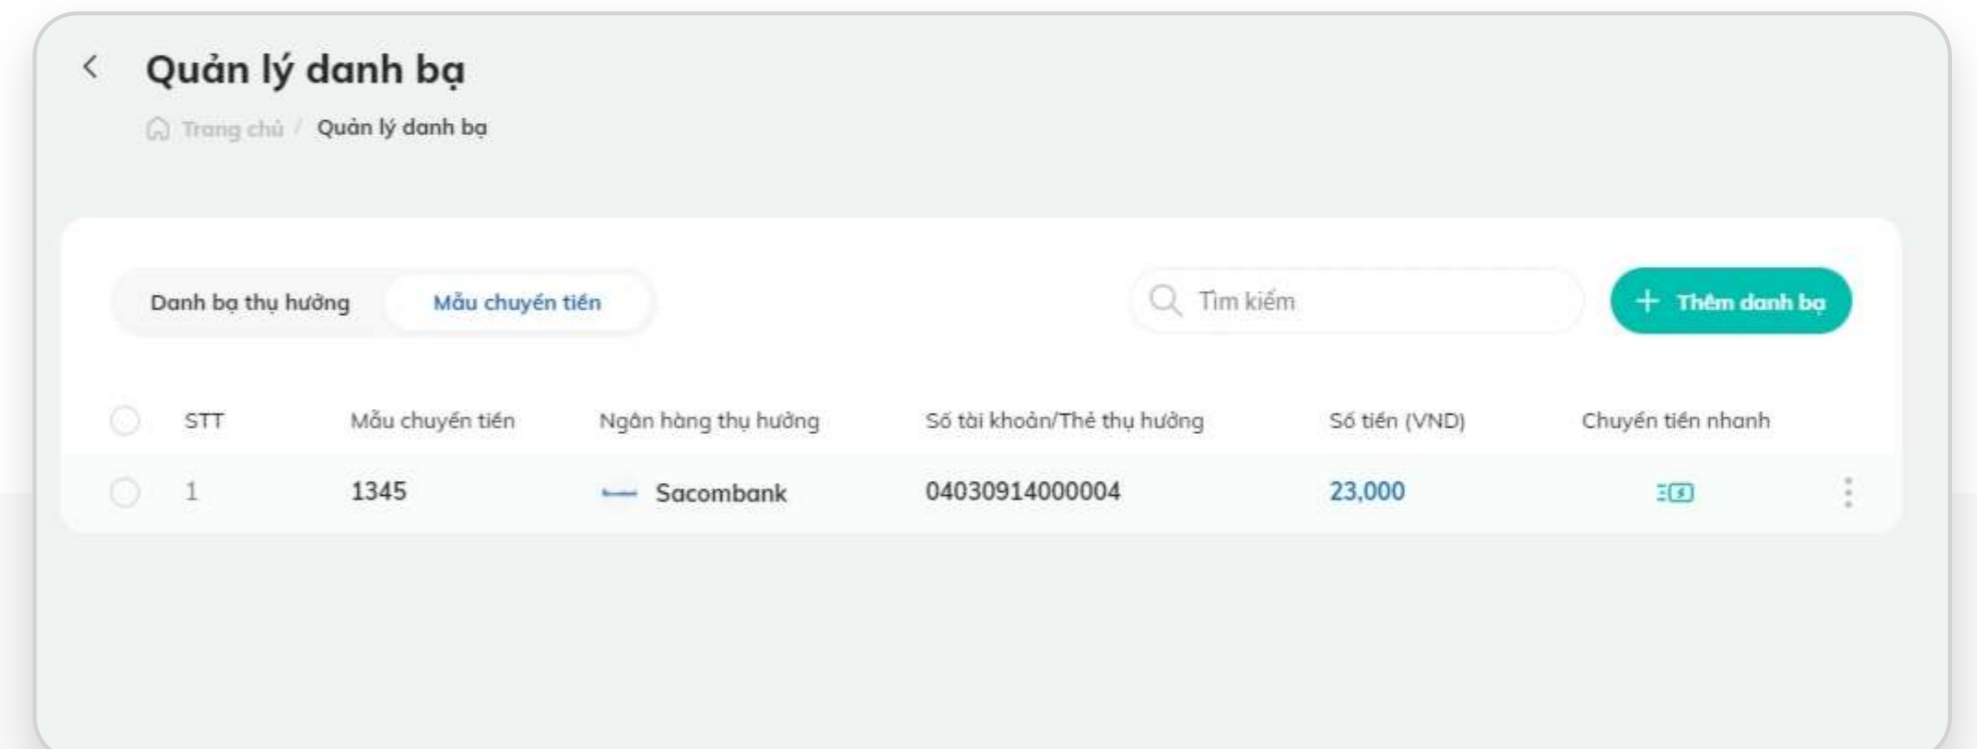 Quản lý danh bạ
Trang chủ / Quản lý danh bạ
Danh bạ thụ hưởng Mẫu chuyển tiền Tìm kiếm + Thêm danh bạ
STT Mẫu chuyển tiền Ngân hàng thụ hưởng Số tài khoản/Thẻ thụ hưởng Số tiền (VND) Chuyển tiền nhanh
1 1345 Sacombank 04030914000004 23,000